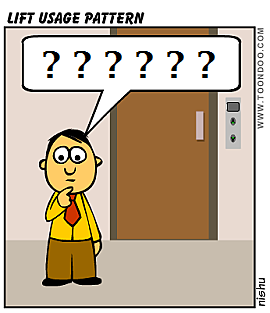 LIFT USAGE PATTERN
? ? ? ? ? ?
WWW.TOONDOO.COM
nishu